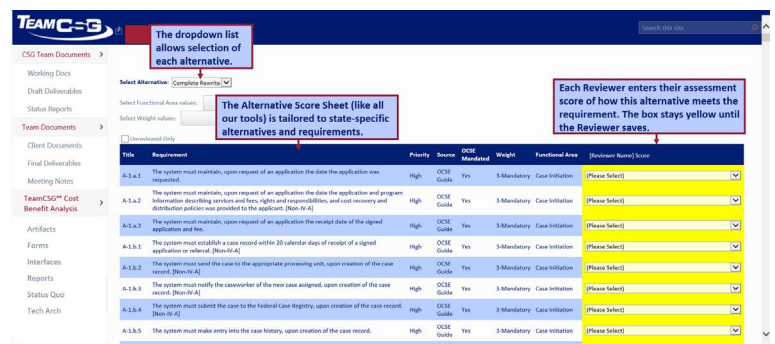 TEAMCSG
Search this site
The dropdown list
allows selection of
each alternative.
CSG Team Documents >
Working Docs
Draft Deliverables
Status Reports
Team Documents >
Client Documents
Final Deliverables
Meeting Notes
TeamCSG℠ Cost
Benefit Analysis >
Artifacts
Forms
Interfaces
Reports
Status Quo
Tech Arch
Select Alternative: Complete Rewrite
Select Functional Area values:
Select Weight values:
Unreviewed Only
The Alternative Score Sheet (like all
our tools) is tailored to state-specific
alternatives and requirements.
Each Reviewer enters their assessment
score of how this alternative meets the
requirement. The box stays yellow until
the Reviewer saves.
Title Requirement Priority Source OCSE Mandated Weight Functional Area [Reviewer Name] Score
A-1.a.1 The system must maintain, upon request of an application the date the application was
requested. High OCSE Guide Yes 3-Mandatory Case Initiation (Please Select)
A-1.a.2 The system must maintain, upon request of an application the date the application and program
information describing services and fees, rights and responsibilities, and cost recovery and
distribution policies was provided to the applicant. [Non-IV-A] High OCSE Guide Yes 3-Mandatory Case Initiation (Please Select)
A-1.a.3 The system must maintain, upon request of an application the receipt date of the signed
application and fee. High OCSE Guide Yes 3-Mandatory Case Initiation (Please Select)
A-1.b.1 The system must establish a case record within 20 calendar days of receipt of a signed
application or referral. [Non-IV-A] High OCSE Guide Yes 3-Mandatory Case Initiation (Please Select)
A-1.b.2 The system must send the case to the appropriate processing unit, upon creation of the case
record. [Non-IV-A] High OCSE Guide Yes 3-Mandatory Case Initiation (Please Select)
A-1.b.3 The system must notify the caseworker of the new case assigned, upon creation of the case
record. [Non-IV-A] High OCSE Guide Yes 3-Mandatory Case Initiation (Please Select)
A-1.b.4 The system must submit the case to the Federal Case Registry, upon creation of the case record.
[Non-IV-A] High OCSE Guide Yes 3-Mandatory Case Initiation (Please Select)
A-1.b.5 The system must make entry into the case history, upon creation of the case record. High OCSE Guide Yes 3-Mandatory Case Initiation (Please Select)